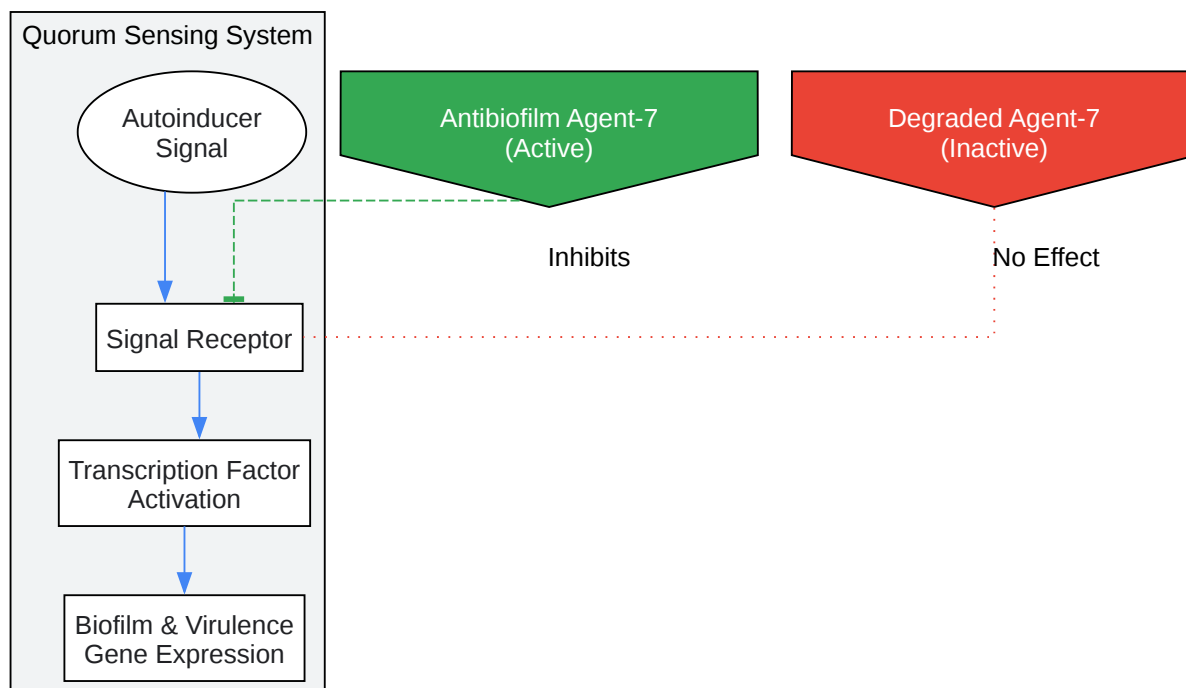 Quorum Sensing System
Autoinducer
Signal
Antibiofilm Agent-7
(Active)
Degraded Agent-7
(Inactive)
Inhibits
No Effect
Signal Receptor
Transcription Factor
Activation
Biofilm & Virulence
Gene Expression